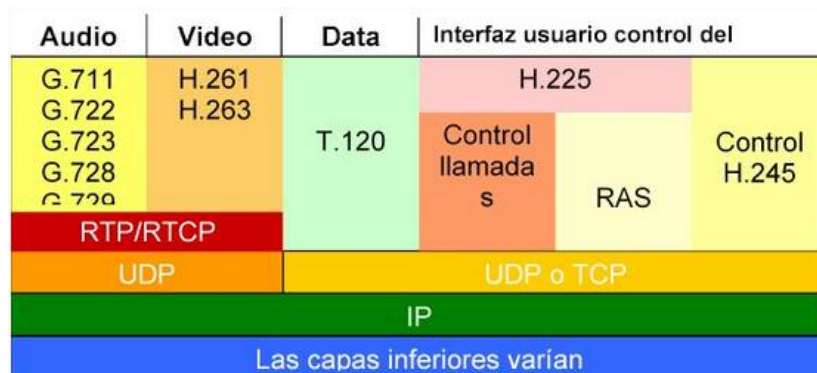 Audio Video Data Interfaz usuario control del
G.711 H.261 H.225
G.722 H.263
G.723 T.120 Control Control
G.728 llamada H.245
G.729 s RAS
RTP/RTCP
UDP UDP o TCP
IP
Las capas inferiores varían